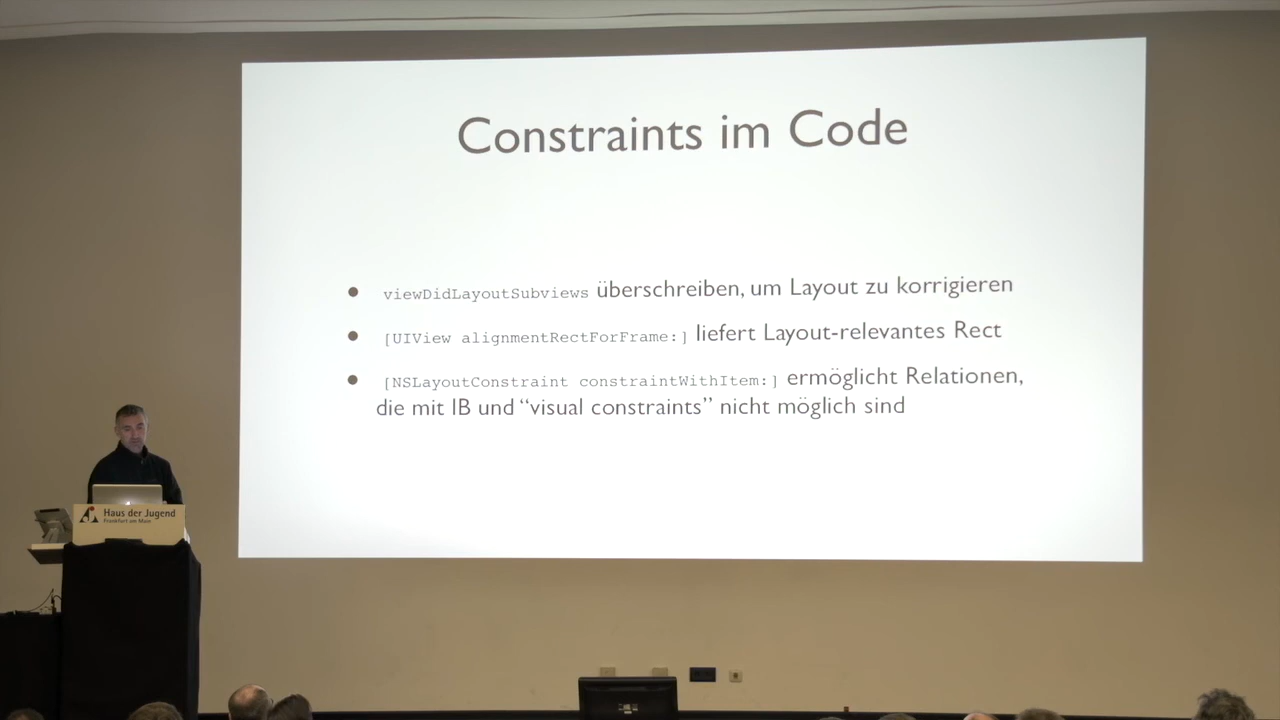 Constraints im Code
viewDidLayoutSubviews überschreiben, um Layout zu korrigieren
[UIView alignmentRectForFrame:] liefert Layout-relevantes Rect
[NSLayoutConstraint constraintWithItem:] ermöglicht Relationen,
die mit IB und “visual constraints” nicht möglich sind
Haus der Jugend
Frankfurt am Main